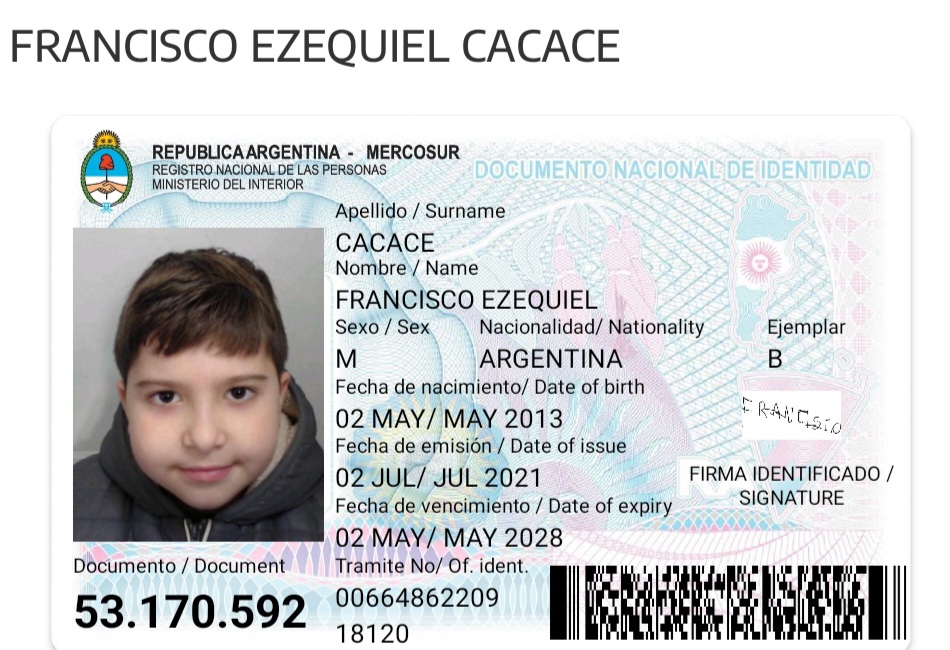 FRANCISCO EZEQUIEL CACACE
REPUBLICA ARGENTINA - MERCOSUR
REGISTRO NACIONAL DE LAS PERSONAS
MINISTERIO DEL INTERIOR
DOCUMENTO NACIONAL DE IDENTIDAD
Apellido / Surname
CACACE
Nombre / Name
FRANCISCO EZEQUIEL
Sexo / Sex Nacionalidad/ Nationality Ejemplar
M ARGENTINA B
Fecha de nacimiento/ Date of birth
02 MAY/ MAY 2013
Fecha de emisión / Date of issue
02 JUL/ JUL 2021
Fecha de vencimiento / Date of expiry
02 MAY/ MAY 2028
FRANCISCO
FIRMA IDENTIFICADO /
SIGNATURE
Documento / Document
53.170.592
Tramite No/ Of. ident.
00664862209
18120